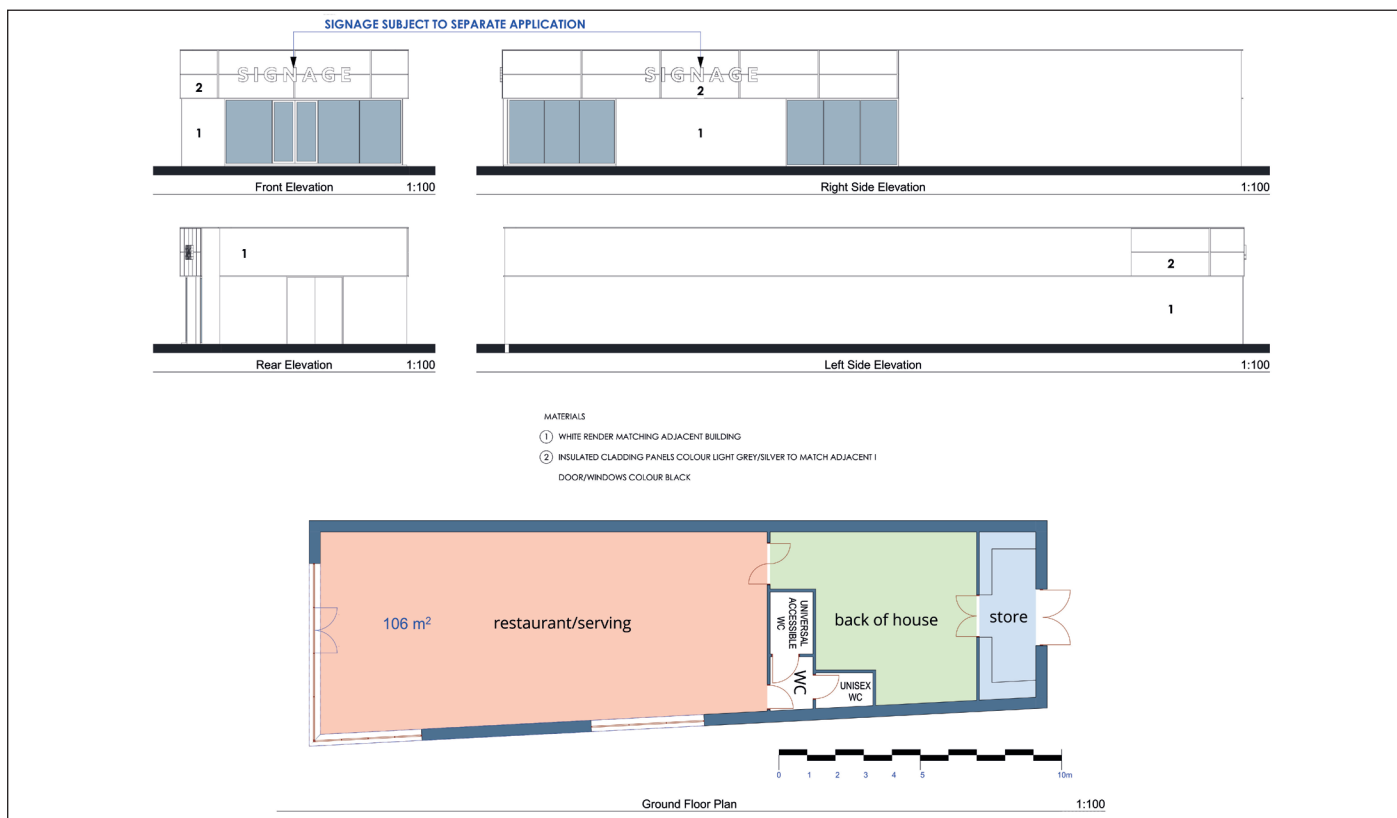 SIGNAGE SUBJECT TO SEPARATE APPLICATION
SIGNAGE
2
1
Front Elevation 1:100
SIGNAGE
2
1
Right Side Elevation 1:100
1
Rear Elevation 1:100
2
1
Left Side Elevation 1:100
MATERIALS
1 WHITE RENDER MATCHING ADJACENT BUILDING
2 INSULATED CLADDING PANELS COLOUR LIGHT GREY/SILVER TO MATCH ADJACENT
DOOR/WINDOWS COLOUR BLACK
106 m²
restaurant/serving
UNIVERSAL
ACCESSIBLE
WC
WC
UNISEX
WC
back of house
store
0 1 2 3 4 5 10m
Ground Floor Plan 1:100